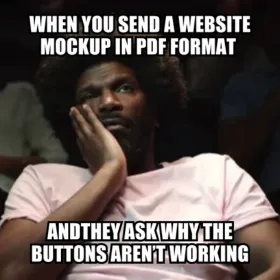 WHEN YOU SEND A WEBSITE
MOCKUP IN PDF FORMAT
ANDTHEY ASK WHY THE
BUTTONS AREN'T WORKING